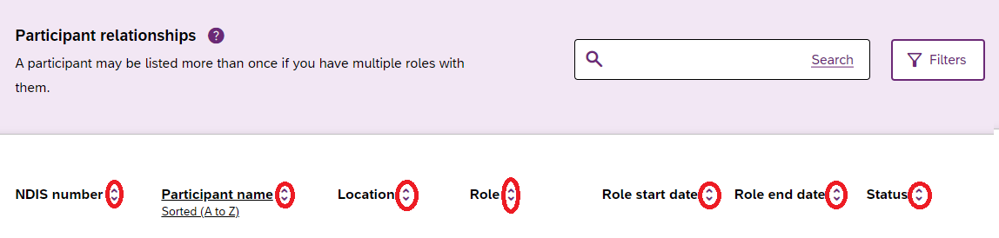 Participant relationships ?
A participant may be listed more than once if you have multiple roles with
them.
Search
Filters
NDIS number
Participant name
Sorted (A to Z)
Location
Role
Role start date
Role end date
Status